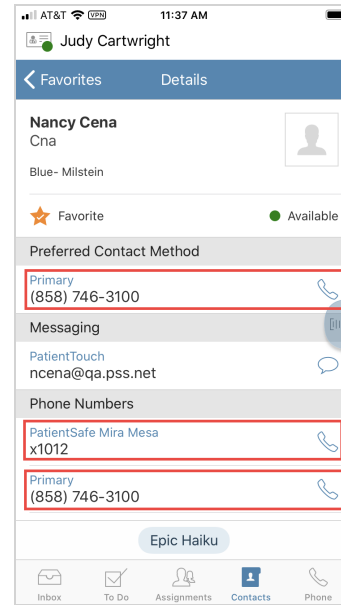 AT&T VPN 11:37 AM
Judy Cartwright
Favorites Details
Nancy Cena
Cna
Blue- Milstein
Favorite Available
Preferred Contact Method
Primary
(858) 746-3100
Messaging
PatientTouch
ncena@qa.pss.net
Phone Numbers
PatientSafe Mira Mesa
x1012
Primary
(858) 746-3100
Epic Haiku
Inbox To Do Assignments Contacts Phone